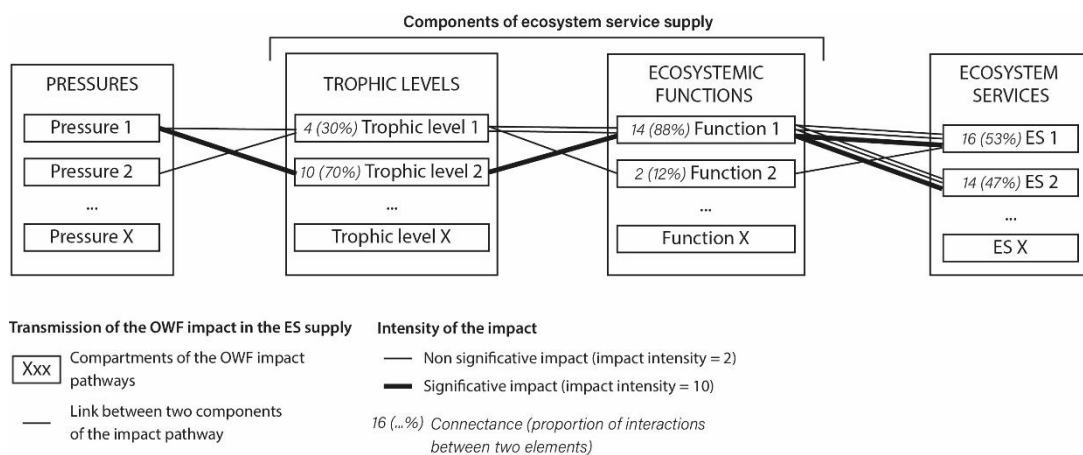 Components of ecosystem service supply
PRESSURES
Pressure 1
Pressure 2
...
Pressure X
TROPHIC LEVELS
4 (30%) Trophic level 1
10 (70%) Trophic level 2
...
Trophic level X
ECOSYSTEMIC
FUNCTIONS
14 (88%) Function 1
2 (12%) Function 2
...
Function X
ECOSYSTEM
SERVICES
16 (53%) ES 1
14 (47%) ES 2
...
ES X
Transmission of the OWF impact in the ES supply
Xxx
Compartments of the OWF impact
pathways
Link between two components
of the impact pathway
Intensity of the impact
Non significative impact (impact intensity = 2)
Significative impact (impact intensity = 10)
16 (...%) Connectance (proportion of interactions
between two elements)